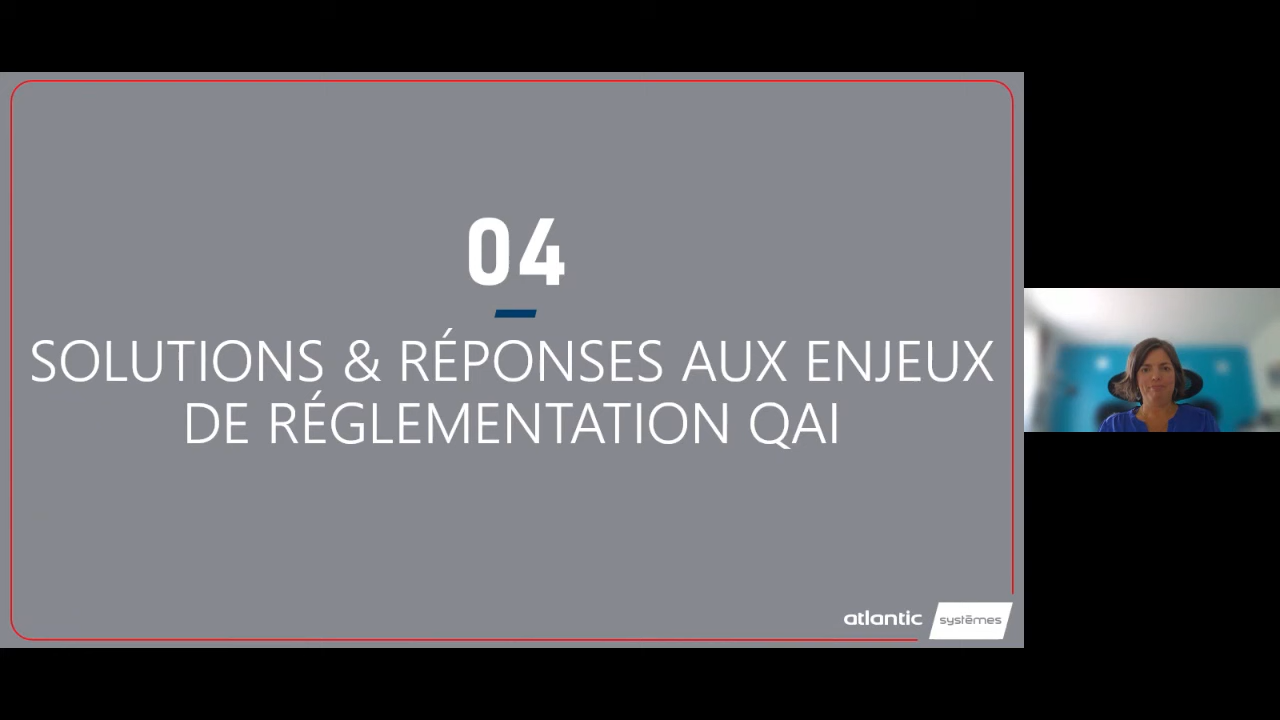 04
SOLUTIONS & RÉPONSES AUX ENJEUX
DE RÉGLEMENTATION QAI
atlantic systèmes